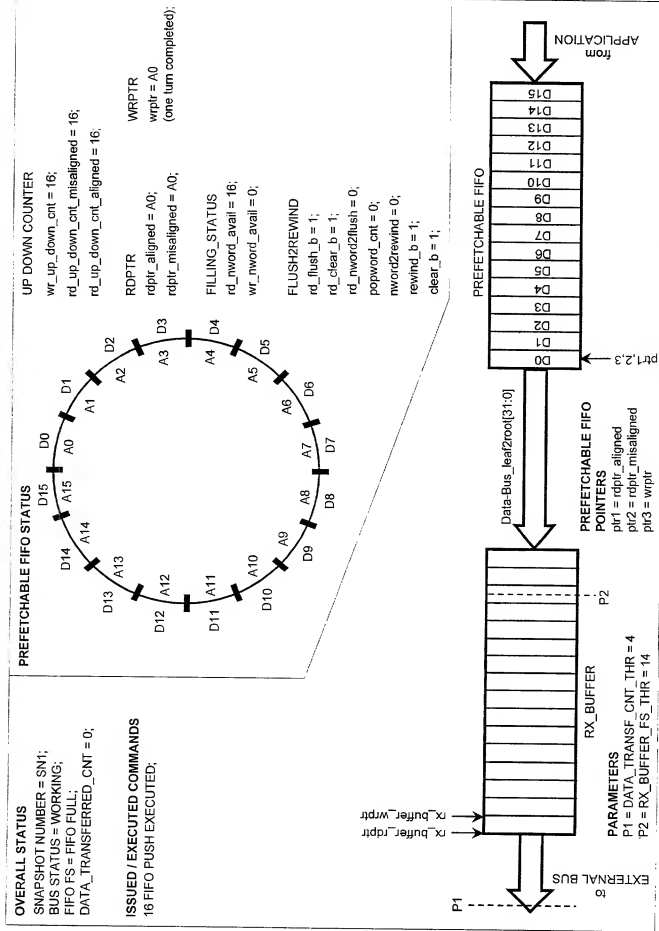 OVERALL STATUS
SNAPSHOT NUMBER = SN1;
BUS STATUS = WORKING;
FIFO FS = FIFO FULL;
DATA_TRANSFERRED_CNT = 0;
ISSUED / EXECUTED COMMANDS
16 FIFO PUSH EXECUTED;
PREFETCHABLE FIFO STATUS
D0
D1
D2
D3
D4
D5
D6
D7
D8
D9
D10
D11
D12
D13
D14
D15
A0
A1
A2
A3
A4
A5
A6
A7
A8
A9
A10
A11
A12
A13
A14
A15
UP DOWN COUNTER
wr_up_down_cnt = 16;
rd_up_down_cnt_misaligned = 16;
rd_up_down_cnt_aligned = 16;
RDPTR
rdptr_aligned = A0;
rdptr_misaligned = A0;
WRPTR
wrptr = A0
(one turn completed);
FILLING_STATUS
rd_nword_avail = 16;
wr_nword_avail = 0;
FLUSH2REWIND
rd_flush_b = 1;
rd_clear_b = 1;
rd_nword2flush = 0;
popword_cnt = 0;
nword2rewind = 0;
rewind_b = 1;
clear_b = 1;
P1
to
EXTERNAL BUS
rx_buffer_rdptr
rx_buffer_wrptr
RX_BUFFER
P2
PARAMETERS
P1 = DATA_TRANSF_CNT_THR = 4
P2 = RX_BUFFER_FS_THR = 14
Data-Bus_leaf2root[31:0]
PREFETCHABLE FIFO
POINTERS
ptr1 = rdptr_aligned
ptr2 = rdptr_misaligned
ptr3 = wrptr
PREFETCHABLE FIFO
D0
D1
D2
D3
D4
D5
D6
D7
D8
D9
D10
D11
D12
D13
D14
D15
ptr1,2,3
from
APPLICATION